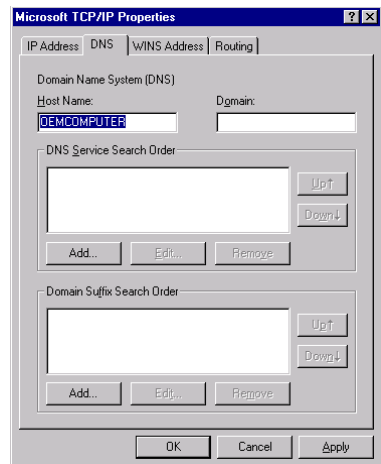 Microsoft TCP/IP Properties
IP Address DNS WINS Address Routing
Domain Name System (DNS)
Host Name: Domain:
OEMCOMPUTER
DNS Service Search Order
Up↑
Down↓
Add... Edit... Remove
Domain Suffix Search Order
Up↑
Down↓
Add... Edit... Remove
OK Cancel Apply